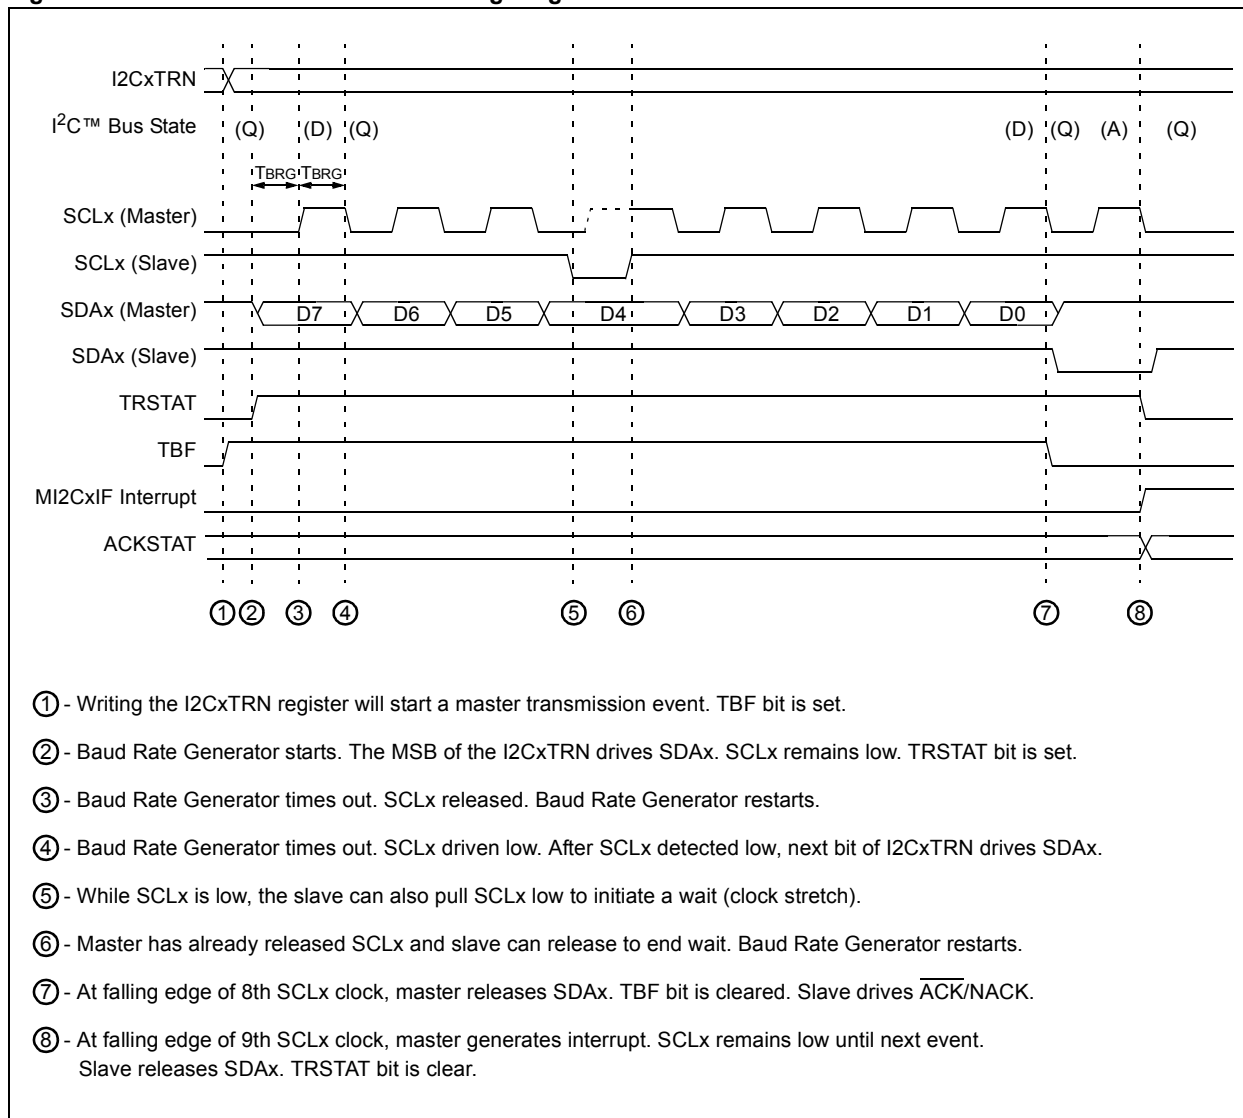 I2CxTRN
I²C™ Bus State (Q) (D) (Q) (D) (Q) (A) (Q)
TBRG TBRG
SCLx (Master)
SCLx (Slave)
SDAx (Master) D7 D6 D5 D4 D3 D2 D1 D0
SDAx (Slave)
TRSTAT
TBF
MI2CxIF Interrupt
ACKSTAT
① ② ③ ④ ⑤ ⑥ ⑦ ⑧
① - Writing the I2CxTRN register will start a master transmission event. TBF bit is set.
② - Baud Rate Generator starts. The MSB of the I2CxTRN drives SDAx. SCLx remains low. TRSTAT bit is set.
③ - Baud Rate Generator times out. SCLx released. Baud Rate Generator restarts.
④ - Baud Rate Generator times out. SCLx driven low. After SCLx detected low, next bit of I2CxTRN drives SDAx.
⑤ - While SCLx is low, the slave can also pull SCLx low to initiate a wait (clock stretch).
⑥ - Master has already released SCLx and slave can release to end wait. Baud Rate Generator restarts.
⑦ - At falling edge of 8th SCLx clock, master releases SDAx. TBF bit is cleared. Slave drives A̅C̅K̅/NACK.
⑧ - At falling edge of 9th SCLx clock, master generates interrupt. SCLx remains low until next event.
Slave releases SDAx. TRSTAT bit is clear.